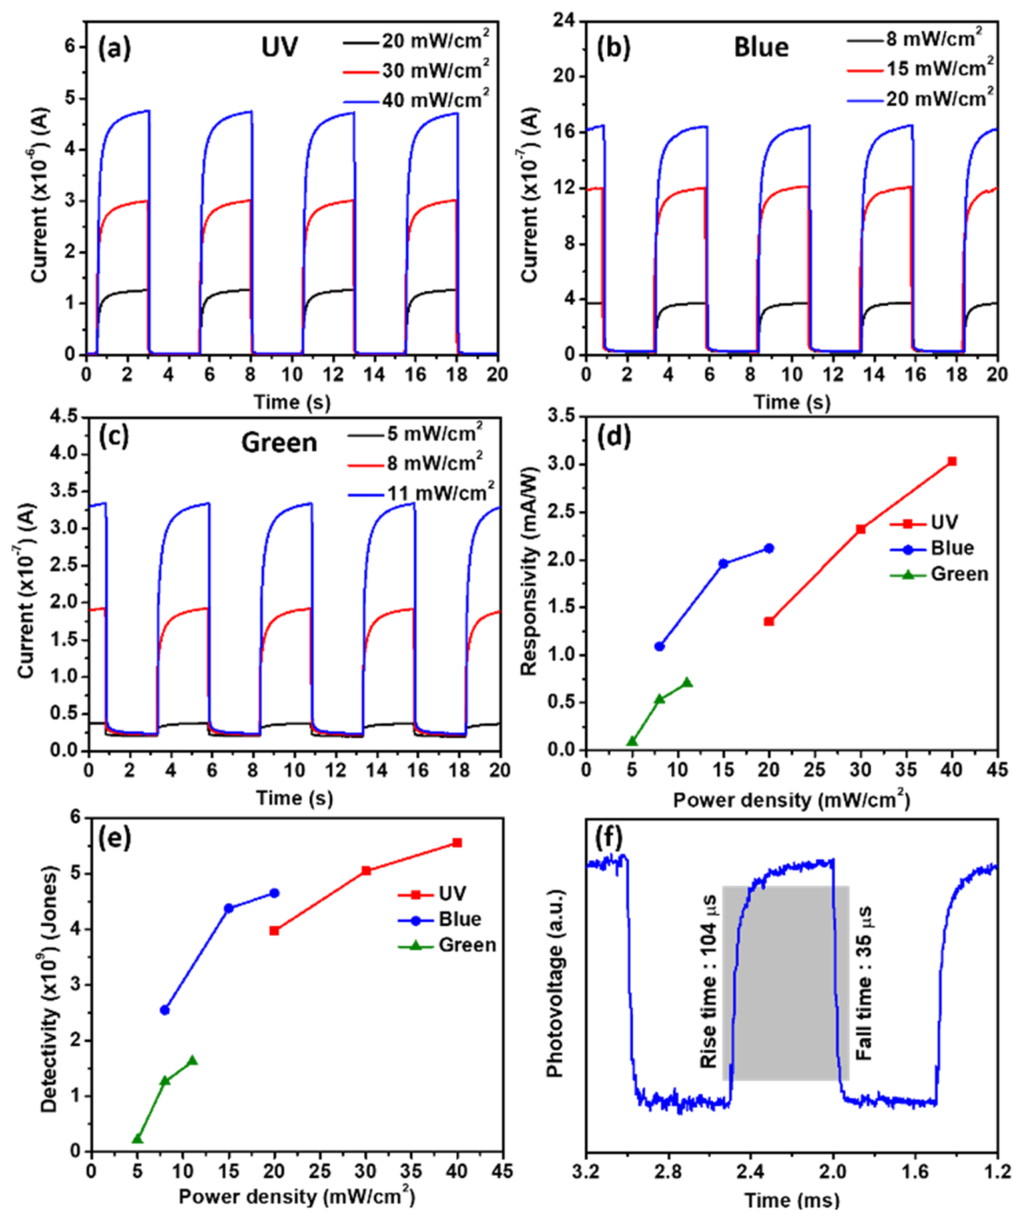 (a)
UV
20 mW/cm²
30 mW/cm²
40 mW/cm²
Current (x10⁻⁶) (A)
6
5
4
3
2
1
0
0 2 4 6 8 10 12 14 16 18 20
Time (s)
(b)
Blue
8 mW/cm²
15 mW/cm²
20 mW/cm²
Current (x10⁻⁷) (A)
24
20
16
12
8
4
0
0 2 4 6 8 10 12 14 16 18 20
Time (s)
(c)
Green
5 mW/cm²
8 mW/cm²
11 mW/cm²
Current (x10⁻⁷) (A)
4.5
4.0
3.5
3.0
2.5
2.0
1.5
1.0
0.5
0.0
0 2 4 6 8 10 12 14 16 18 20
Time (s)
(d)
UV
Blue
Green
Responsivity (mA/W)
3.5
3.0
2.5
2.0
1.5
1.0
0.5
0.0
0 5 10 15 20 25 30 35 40 45
Power density (mW/cm²)
(e)
UV
Blue
Green
Detectivity (x10⁹) (Jones)
6
5
4
3
2
1
0
0 5 10 15 20 25 30 35 40 45
Power density (mW/cm²)
(f)
Photovoltage (a.u.)
Rise time : 104 μs
Fall time : 35 μs
3.2 2.8 2.4 2.0 1.6 1.2
Time (ms)